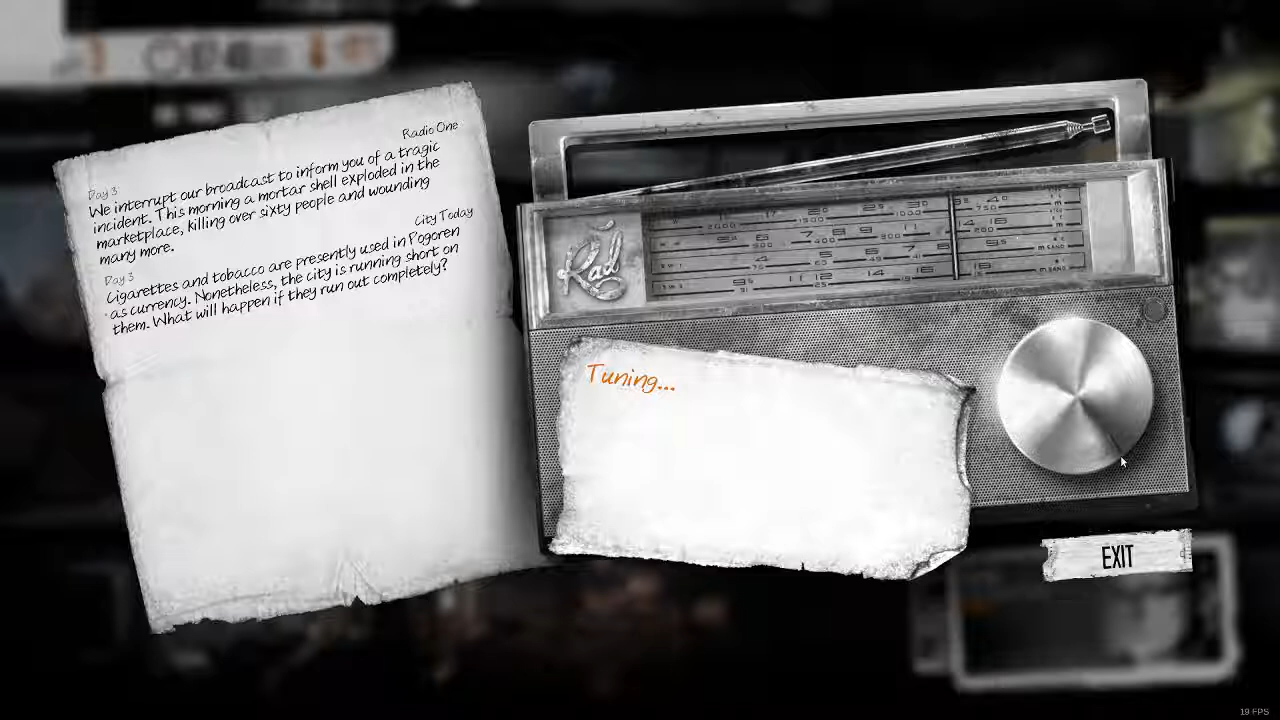 Radio One
Day 3
We interrupt our broadcast to inform you of a tragic
incident. This morning a mortar shell exploded in the
marketplace, killing over sixty people and wounding
many more.
City Today
Day 3
Cigarettes and tobacco are presently used in Pogoren
as currency. Nonetheless, the city is running short on
them. What will happen if they run out completely?
Rad
Tuning...
EXIT
19 FPS